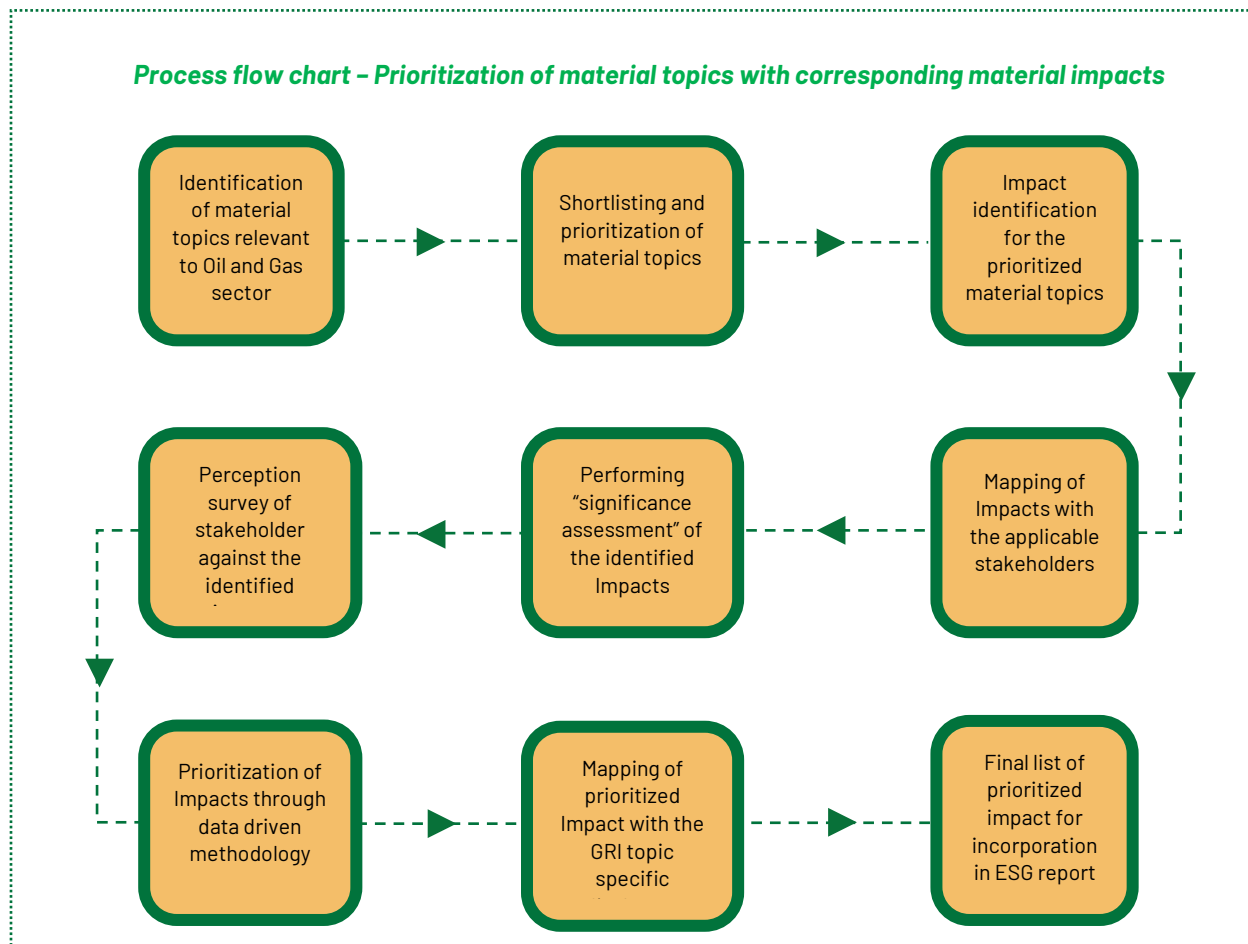 Process flow chart – Prioritization of material topics with corresponding material impacts
Identification
of material
topics relevant
to Oil and Gas
sector
Shortlisting and
prioritization of
material topics
Impact
identification
for the
prioritized
material topics
Mapping of
Impacts with
the applicable
stakeholders
Performing
“significance
assessment” of
the identified
Impacts
Perception
survey of
stakeholder
against the
identified
Prioritization of
Impacts through
data driven
methodology
Mapping of
prioritized
Impact with the
GRI topic
specific
Final list of
prioritized
impact for
incorporation
in ESG report